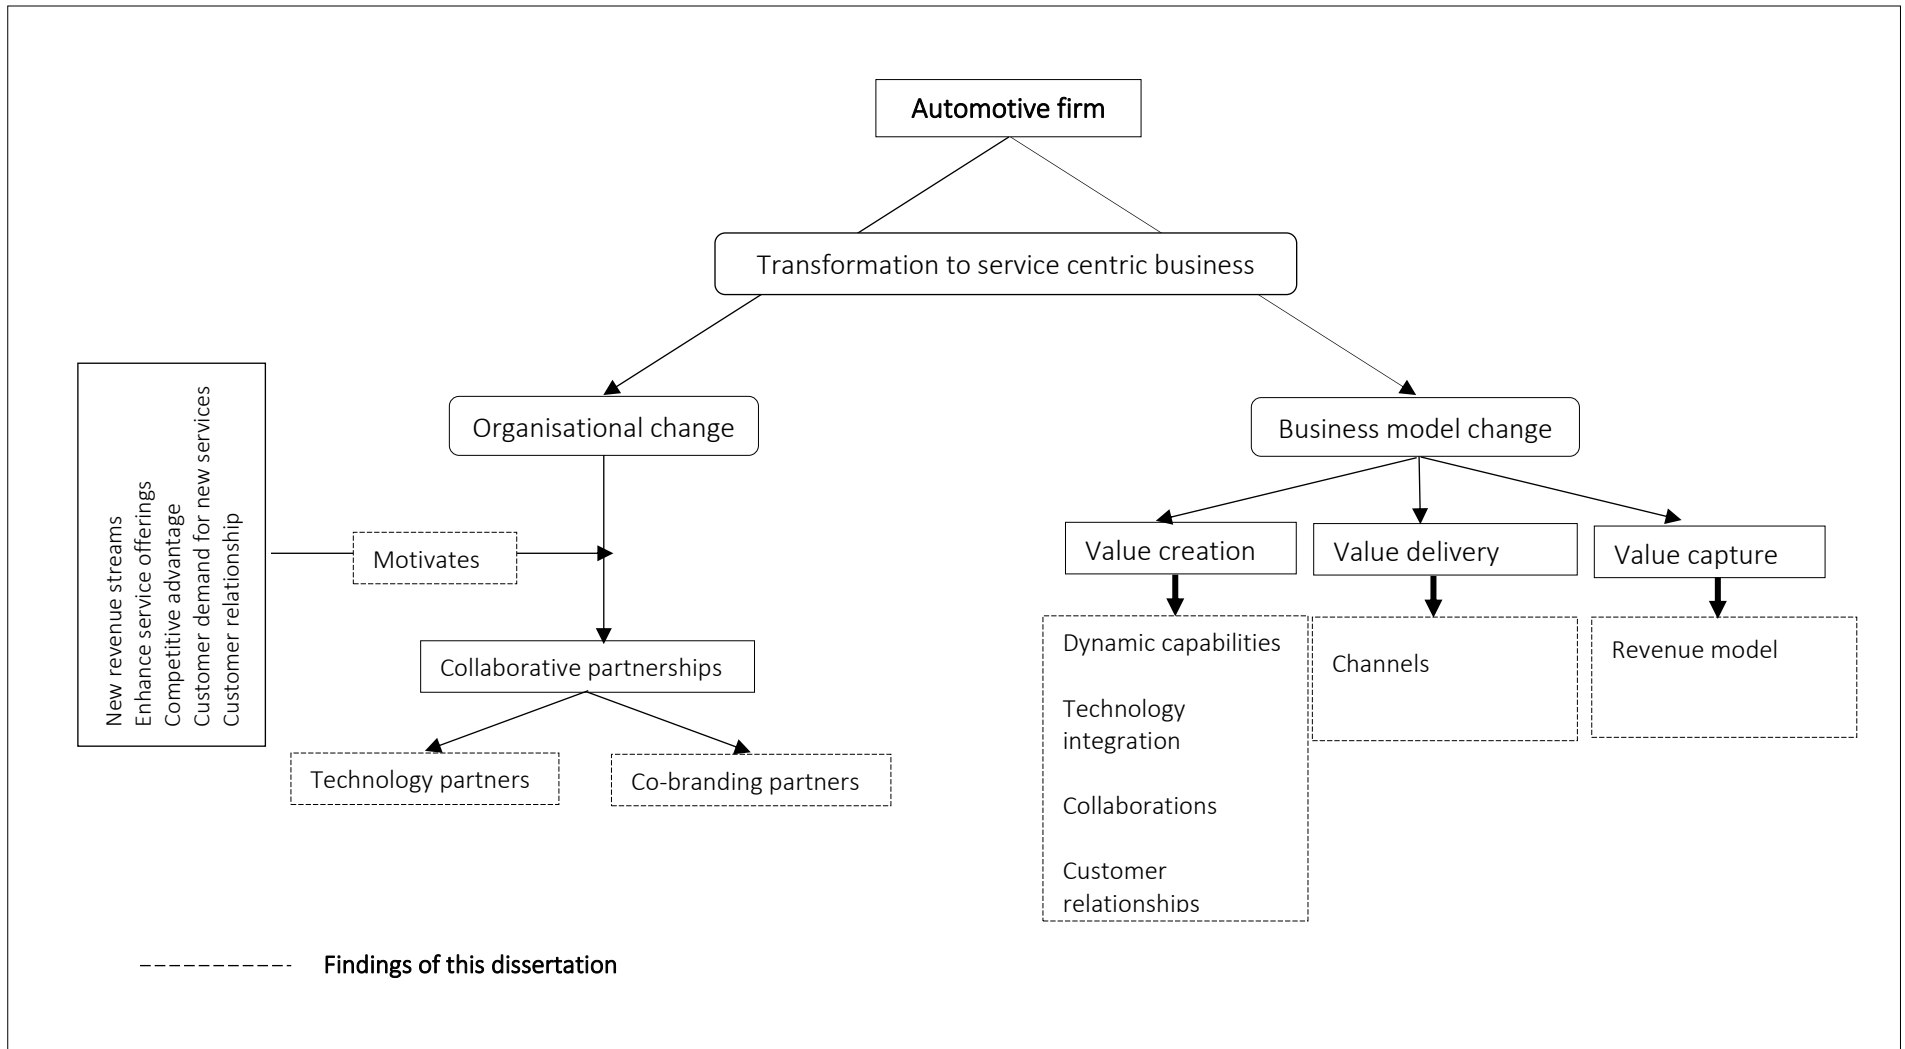 Automotive firm
Transformation to service centric business
Organisational change
Business model change
New revenue streams
Enhance service offerings
Competitive advantage
Customer demand for new services
Customer relationship
Motivates
Value creation
Value delivery
Value capture
Collaborative partnerships
Technology partners
Co-branding partners
Dynamic capabilities
Technology
integration
Collaborations
Customer
relationships
Channels
Revenue model
Findings of this dissertation